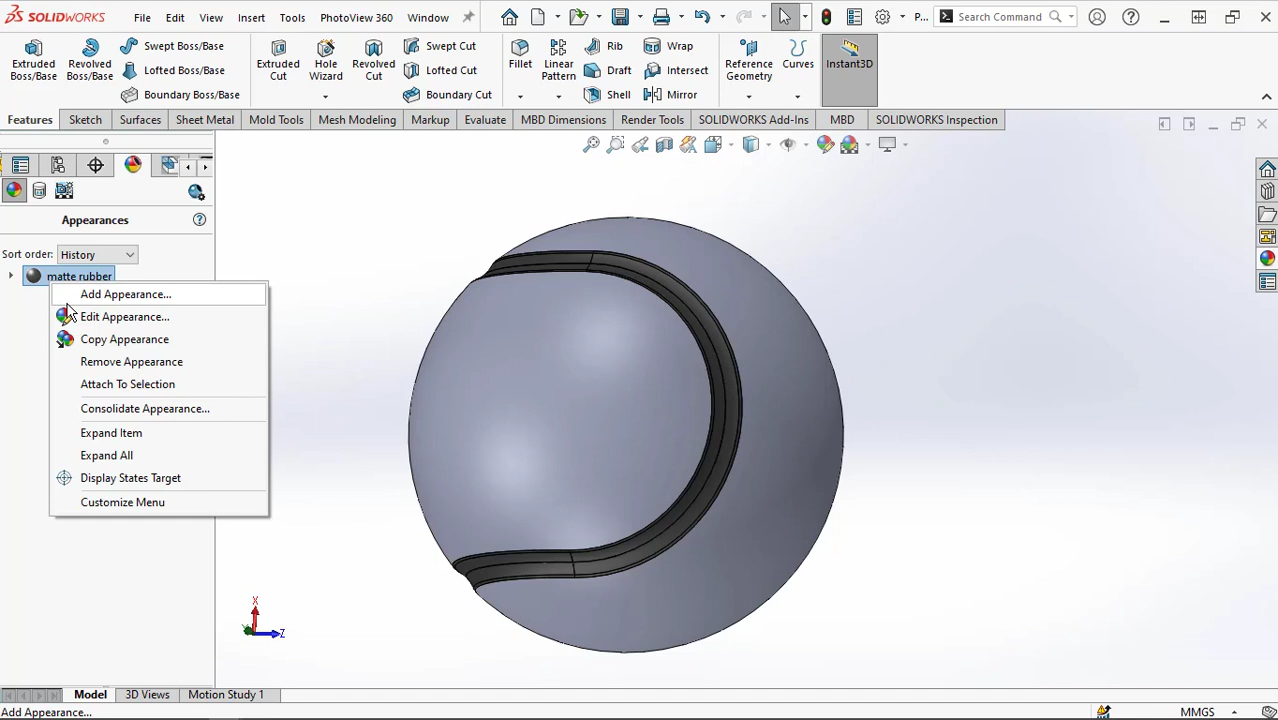 SOLIDWORKS
File Edit View Insert Tools PhotoView 360 Window
P... Search Command
Extruded Boss/Base
Revolved Boss/Base
Swept Boss/Base
Lofted Boss/Base
Boundary Boss/Base
Extruded Cut
Hole Wizard
Revolved Cut
Swept Cut
Lofted Cut
Boundary Cut
Fillet
Linear Pattern
Rib
Draft
Shell
Wrap
Intersect
Mirror
Reference Geometry
Curves
Instant3D
Features Sketch Surfaces Sheet Metal Mold Tools Mesh Modeling Markup Evaluate MBD Dimensions Render Tools SOLIDWORKS Add-Ins MBD SOLIDWORKS Inspection
Appearances
Sort order: History
matte rubber
Add Appearance...
Edit Appearance...
Copy Appearance
Remove Appearance
Attach To Selection
Consolidate Appearance...
Expand Item
Expand All
Display States Target
Customize Menu
X
Z
Model 3D Views Motion Study 1
Add Appearance... MMGS